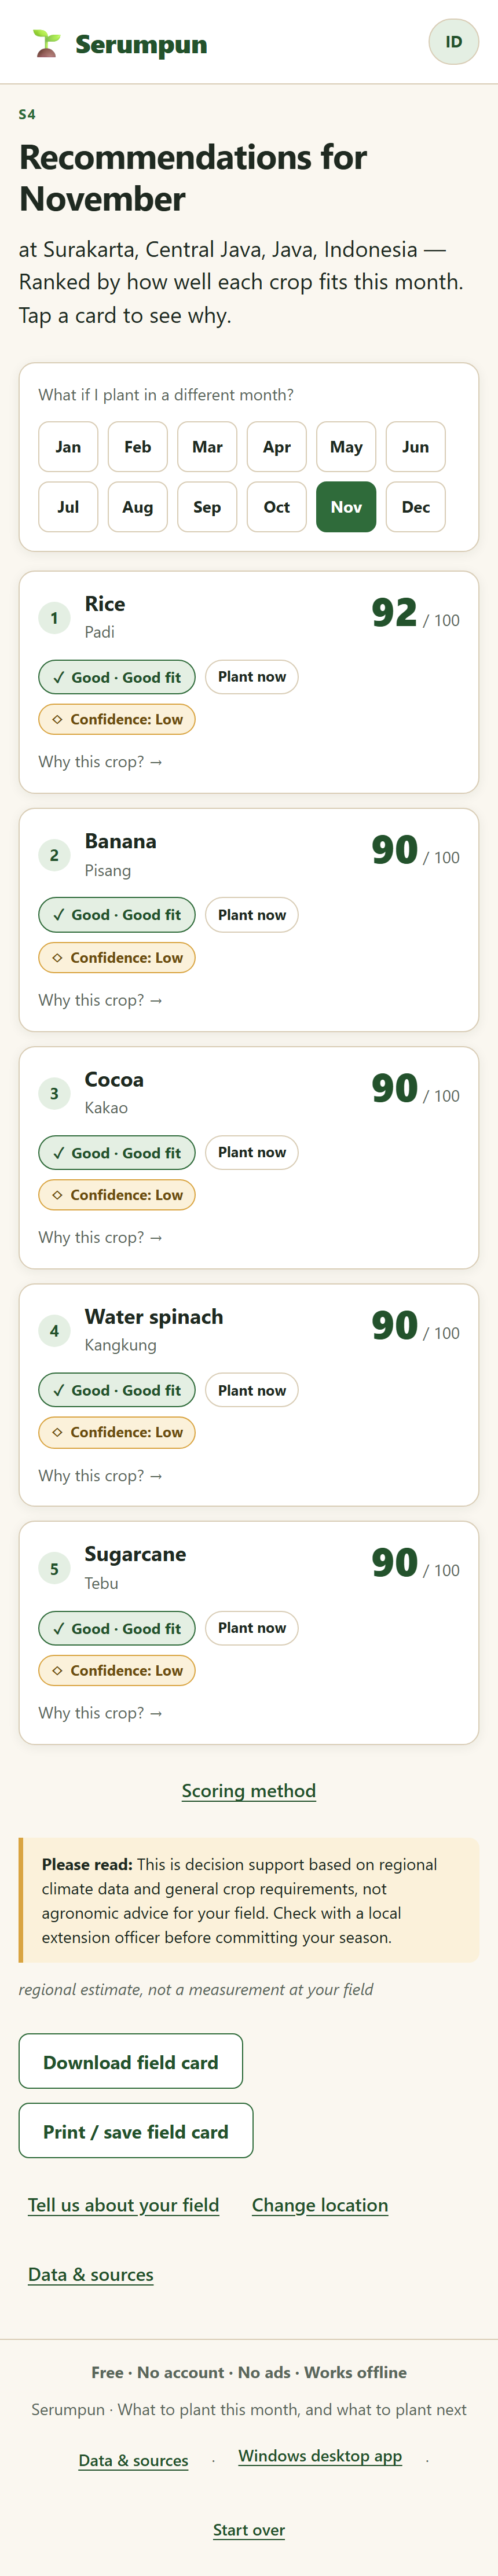 Serumpun
ID
S4
Recommendations for
November
at Surakarta, Central Java, Java, Indonesia —
Ranked by how well each crop fits this month.
Tap a card to see why.
What if I plant in a different month?
Jan Feb Mar Apr May Jun
Jul Aug Sep Oct Nov Dec
1 Rice 92 / 100
Padi
✓ Good · Good fit Plant now
◇ Confidence: Low
Why this crop? →
2 Banana 90 / 100
Pisang
✓ Good · Good fit Plant now
◇ Confidence: Low
Why this crop? →
3 Cocoa 90 / 100
Kakao
✓ Good · Good fit Plant now
◇ Confidence: Low
Why this crop? →
4 Water spinach 90 / 100
Kangkung
✓ Good · Good fit Plant now
◇ Confidence: Low
Why this crop? →
5 Sugarcane 90 / 100
Tebu
✓ Good · Good fit Plant now
◇ Confidence: Low
Why this crop? →
Scoring method
Please read: This is decision support based on regional
climate data and general crop requirements, not
agronomic advice for your field. Check with a local
extension officer before committing your season.
regional estimate, not a measurement at your field
Download field card
Print / save field card
Tell us about your field Change location
Data & sources
Free · No account · No ads · Works offline
Serumpun · What to plant this month, and what to plant next
Data & sources · Windows desktop app ·
Start over